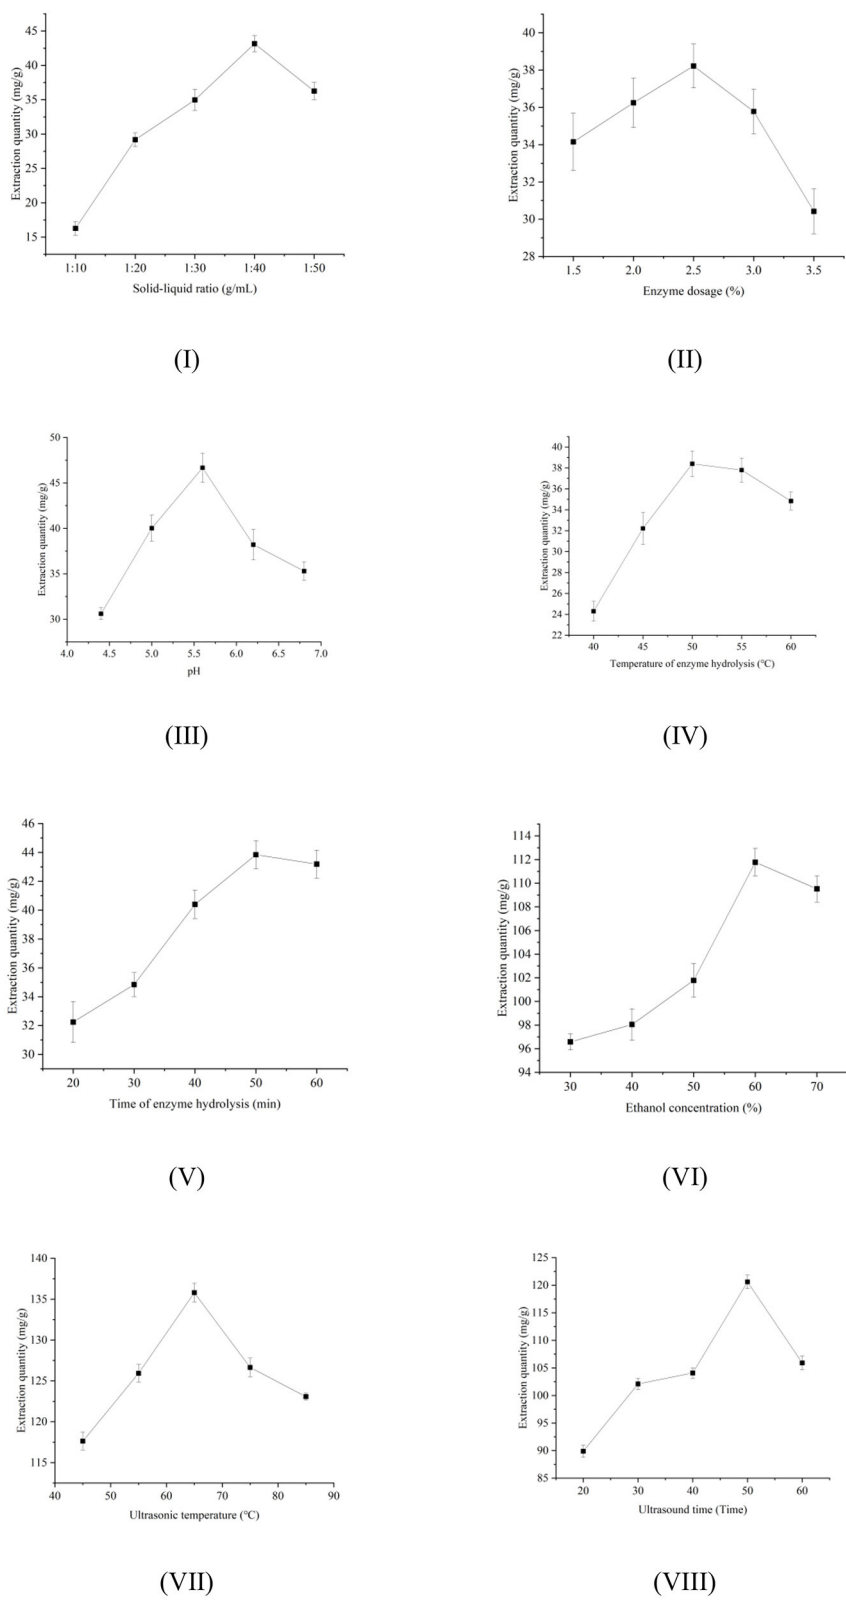 45
40
35
30
25
20
15
Extraction quantity (mg/g)
1:10 1:20 1:30 1:40 1:50
Solid-liquid ratio (g/mL)
(I)
40
38
36
34
32
30
28
Extraction quantity (mg/g)
1.5 2.0 2.5 3.0 3.5
Enzyme dosage (%)
(II)
50
45
40
35
30
Extraction quantity (mg/g)
4.0 4.5 5.0 5.5 6.0 6.5 7.0
pH
(III)
40
38
36
34
32
30
28
26
24
22
Extraction quantity (mg/g)
40 45 50 55 60
Temperature of enzyme hydrolysis (℃)
(IV)
46
44
42
40
38
36
34
32
30
Extraction quantity (mg/g)
20 30 40 50 60
Time of enzyme hydrolysis (min)
(V)
114
112
110
108
106
104
102
100
98
96
94
Extraction quantity (mg/g)
30 40 50 60 70
Ethanol concentration (%)
(VI)
140
135
130
125
120
115
Extraction quantity (mg/g)
40 50 60 70 80 90
Ultrasonic temperature (℃)
(VII)
125
120
115
110
105
100
95
90
85
Extraction quantity (mg/g)
20 30 40 50 60
Ultrasound time (Time)
(VIII)